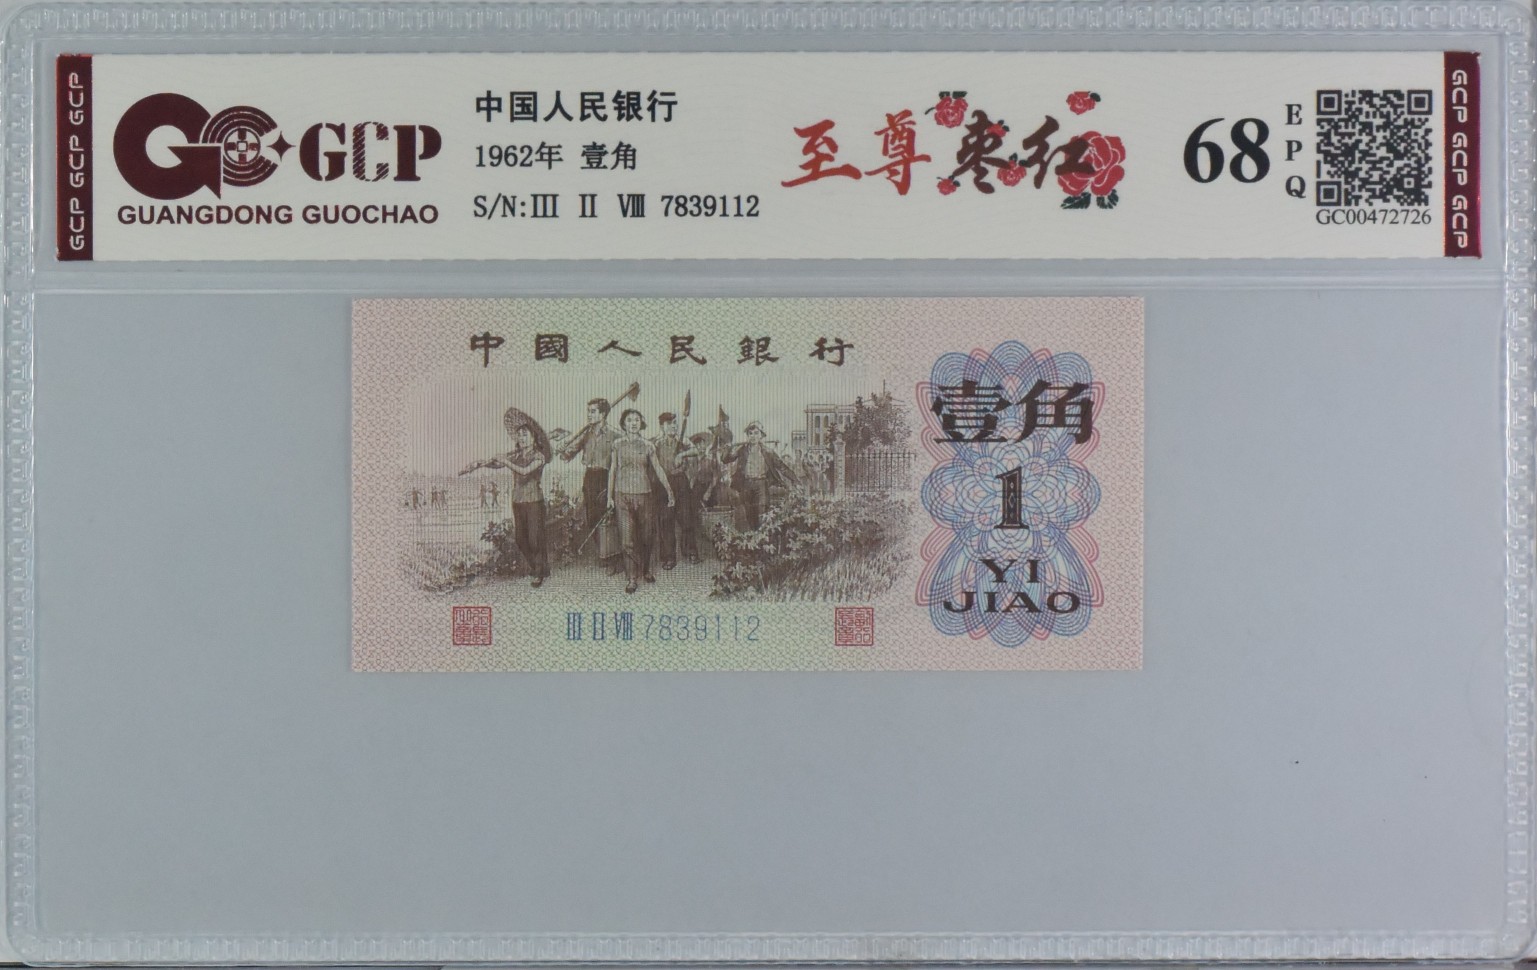 GCP GCP GCP
GCP
GUANGDONG GUOCHAO
中国人民银行
1962年 壹角
S/N:III II VIII 7839112
至尊枣红
68
EPQ
GC00472726
GCP GCP GCP
中國人民銀行
壹角
1
YI
JIAO
III II VIII 7839112